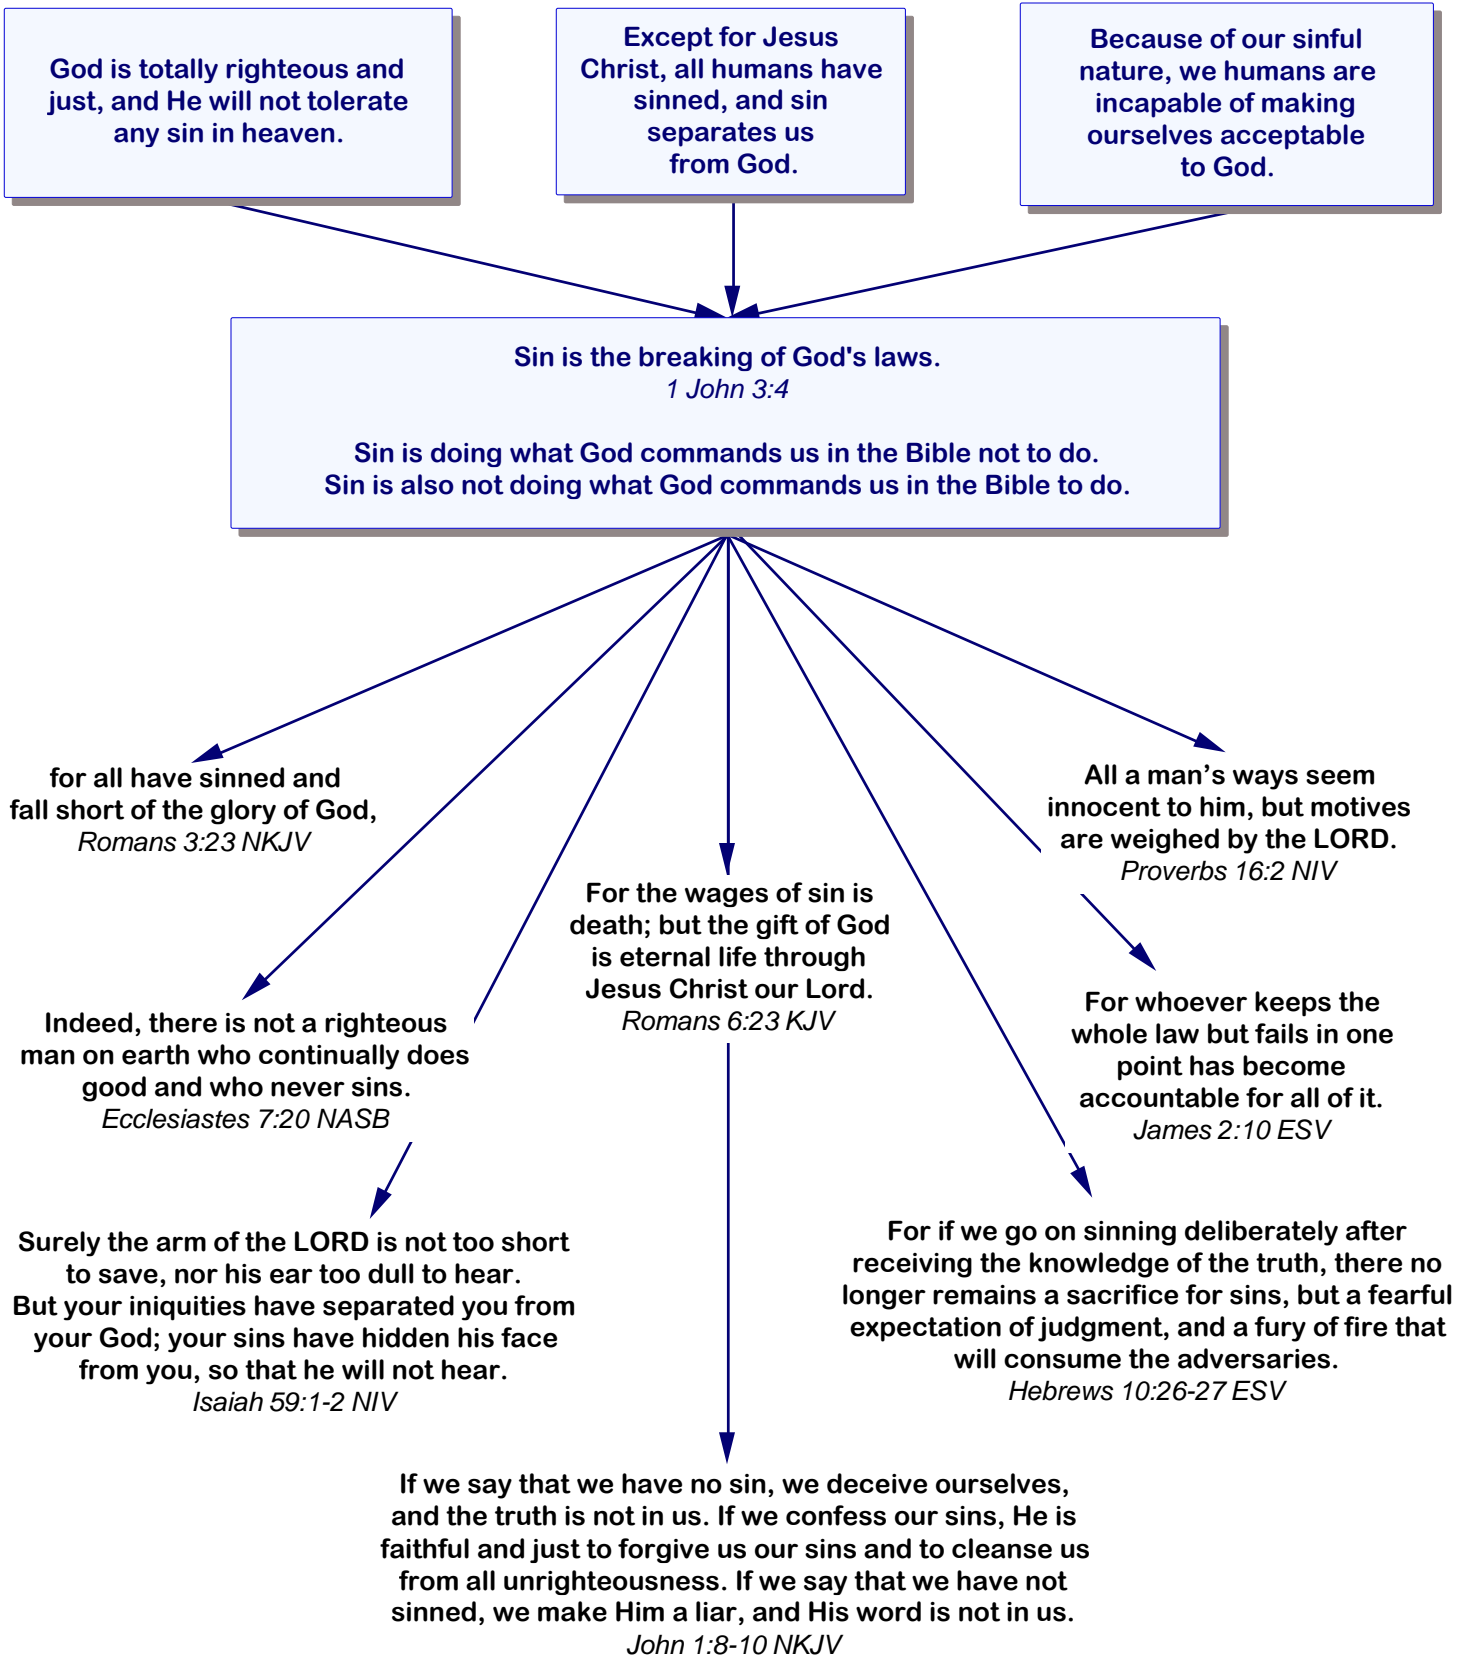 God is totally righteous and
just, and He will not tolerate
any sin in heaven.
Except for Jesus
Christ, all humans have
sinned, and sin
separates us
from God.
Because of our sinful
nature, we humans are
incapable of making
ourselves acceptable
to God.
Sin is the breaking of God's laws.
1 John 3:4
Sin is doing what God commands us in the Bible not to do.
Sin is also not doing what God commands us in the Bible to do.
for all have sinned and
fall short of the glory of God,
Romans 3:23 NKJV
All a man’s ways seem
innocent to him, but motives
are weighed by the LORD.
Proverbs 16:2 NIV
For the wages of sin is
death; but the gift of God
is eternal life through
Jesus Christ our Lord.
Romans 6:23 KJV
Indeed, there is not a righteous
man on earth who continually does
good and who never sins.
Ecclesiastes 7:20 NASB
For whoever keeps the
whole law but fails in one
point has become
accountable for all of it.
James 2:10 ESV
Surely the arm of the LORD is not too short
to save, nor his ear too dull to hear.
But your iniquities have separated you from
your God; your sins have hidden his face
from you, so that he will not hear.
Isaiah 59:1-2 NIV
For if we go on sinning deliberately after
receiving the knowledge of the truth, there no
longer remains a sacrifice for sins, but a fearful
expectation of judgment, and a fury of fire that
will consume the adversaries.
Hebrews 10:26-27 ESV
If we say that we have no sin, we deceive ourselves,
and the truth is not in us. If we confess our sins, He is
faithful and just to forgive us our sins and to cleanse us
from all unrighteousness. If we say that we have not
sinned, we make Him a liar, and His word is not in us.
John 1:8-10 NKJV